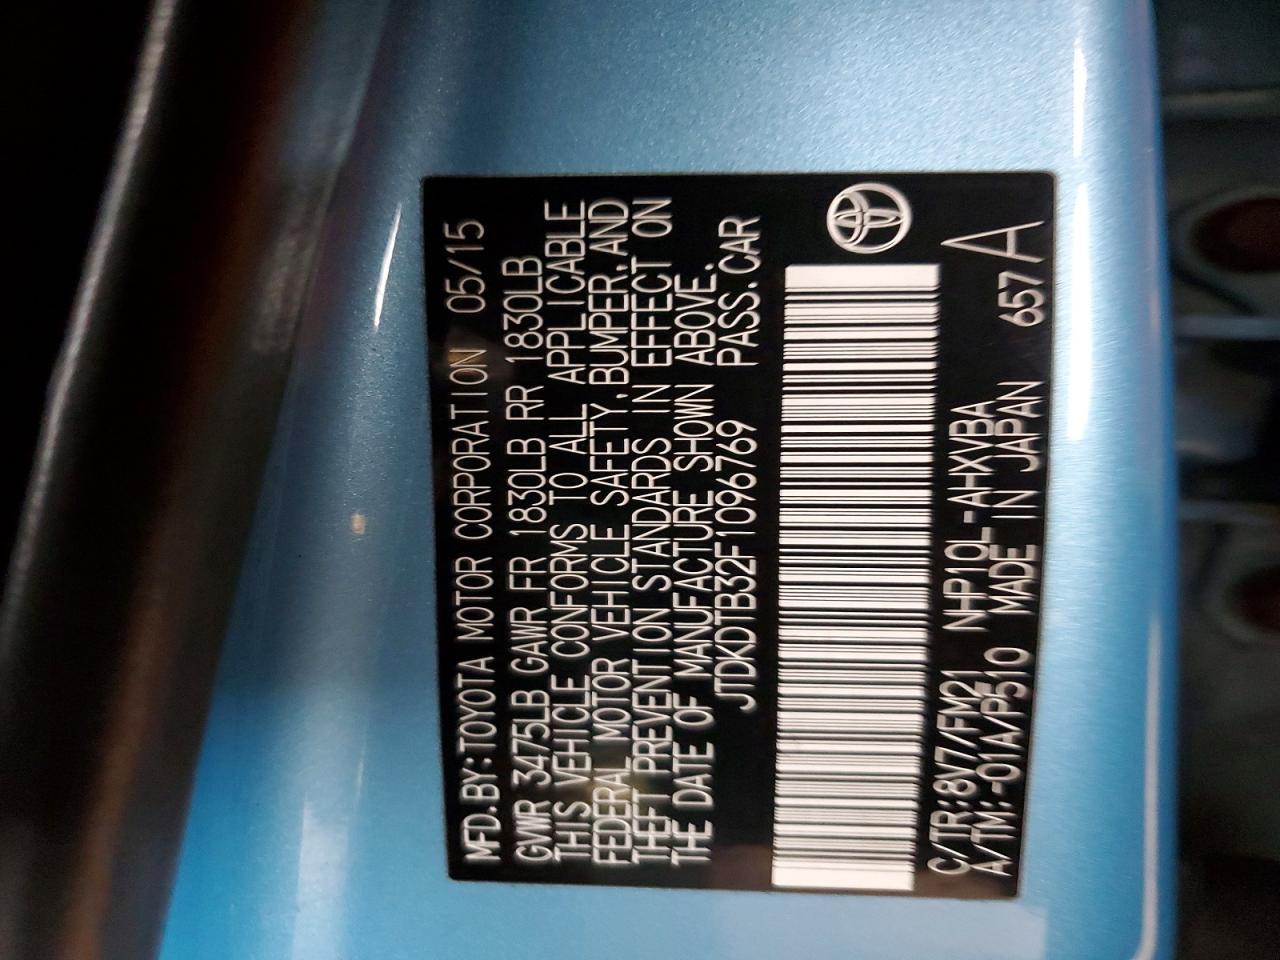 MFD.BY:TOYOTA MOTOR CORPORATION 05/15
GVWR 3475LB GAWR FR 1830LB RR 1830LB
THIS VEHICLE CONFORMS TO ALL APPLICABLE
FEDERAL MOTOR VEHICLE SAFETY,BUMPER,AND
THEFT PREVENTION STANDARDS IN EFFECT ON
THE DATE OF MANUFACTURE SHOWN ABOVE.
JTDKDTB32F1096769 PASS.CAR
C/TR:8V7/FM21 NHP10L-AHXVBA
A/TM:-01A/P510 MADE IN JAPAN 657A